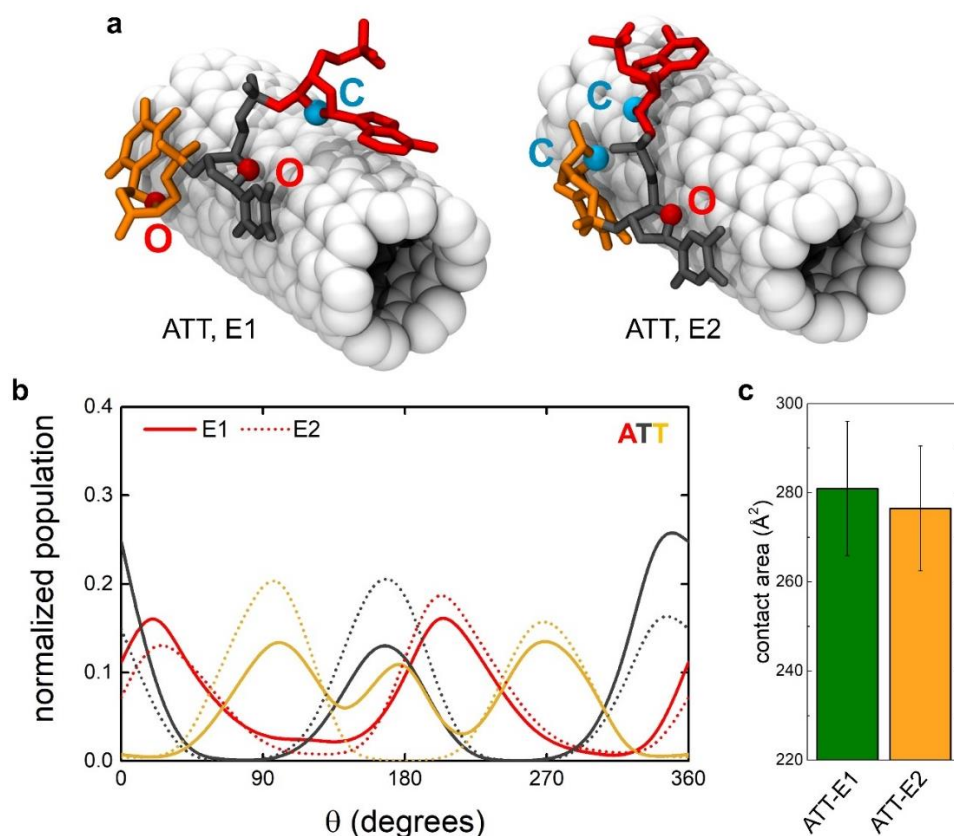 a
C
O
O
ATT, E1
C
C
O
ATT, E2
b
normalized population
0.4
0.3
0.2
0.1
0.0
E1
E2
ATT
0
90
180
270
360
θ (degrees)
c
contact area (Å²)
300
280
260
240
220
ATT-E1
ATT-E2